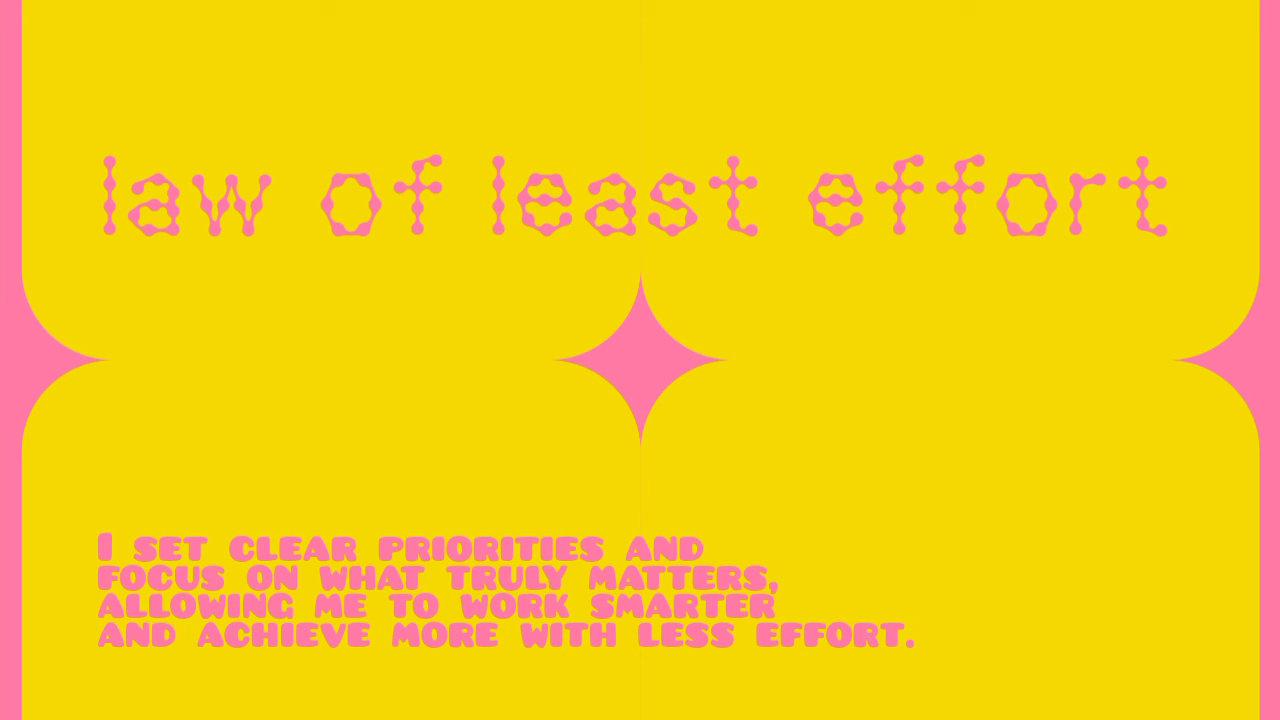 law of least effort
I SET CLEAR PRIORITIES AND
FOCUS ON WHAT TRULY MATTERS,
ALLOWING ME TO WORK SMARTER
AND ACHIEVE MORE WITH LESS EFFORT.